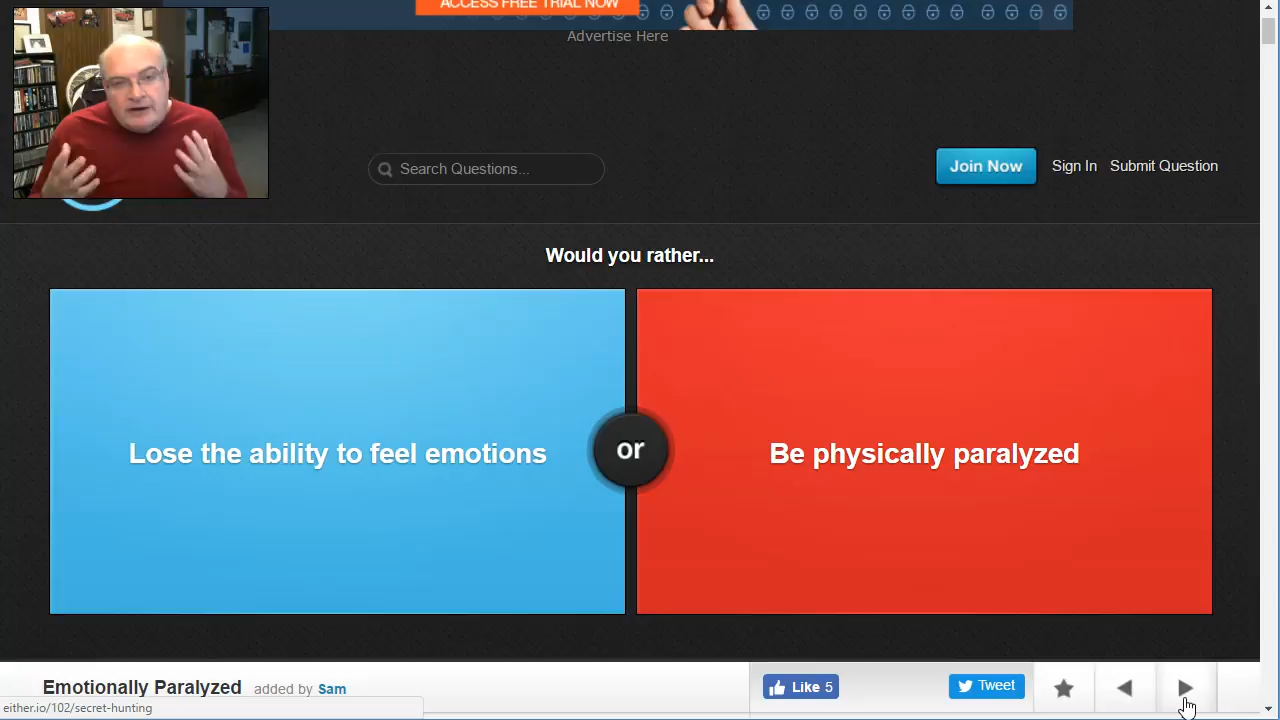 ACCESS FREE TRIAL NOW
Advertise Here
Search Questions...
Join Now
Sign In
Submit Question
Would you rather...
Lose the ability to feel emotions
or
Be physically paralyzed
Emotionally Paralyzed
added by Sam
Like 5
Tweet
either.io/102/secret-hunting